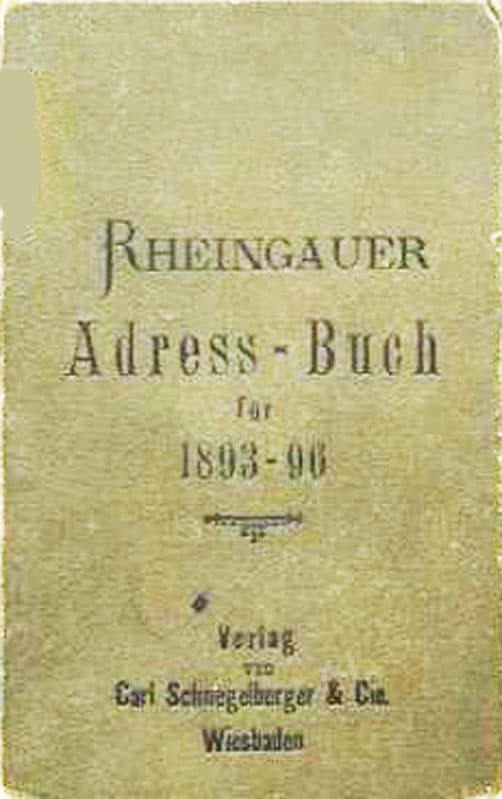 RHEINGAUER
Adress-Buch
für
1893-96
Verlag
von
Carl Schnegelberger & Cie.
Wiesbaden